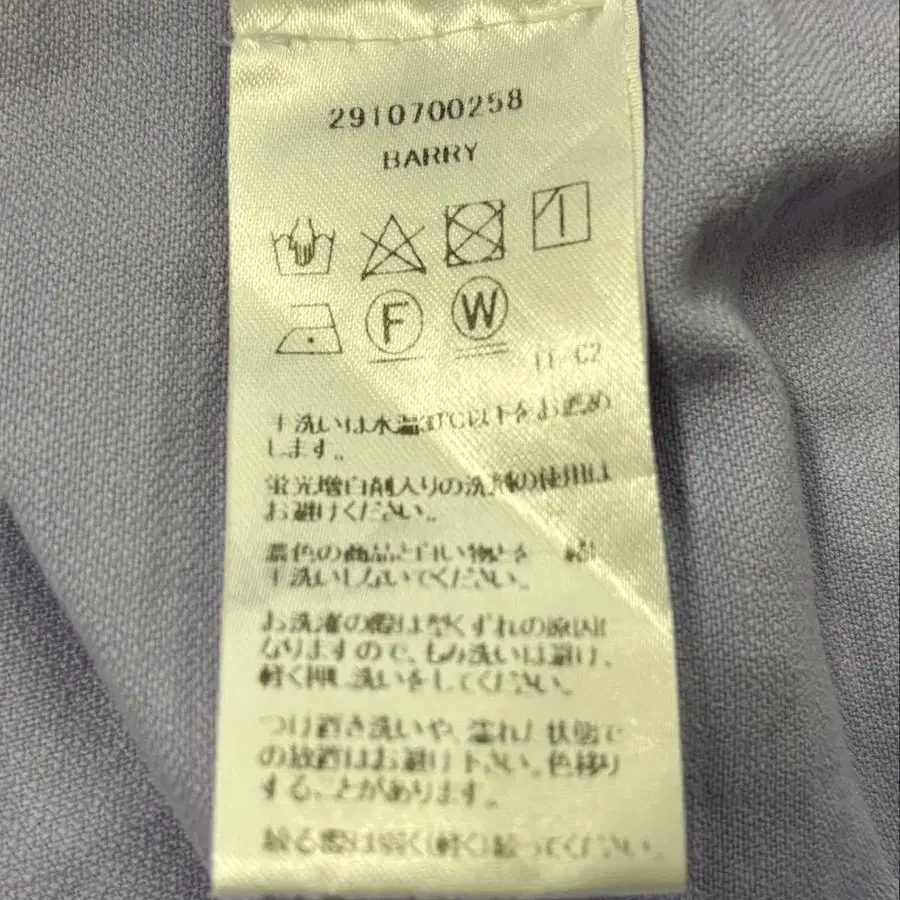 2910700258
BARRY
F W
手洗いは水温30℃以下をお薦め
します。
蛍光増白剤入りの洗剤の使用は
お避けください。
濃色の商品と白い物を一緒に
手洗いしないでください。
お洗濯の際は型くずれの原因に
なりますので、もみ洗いは避け、
軽く押し洗いをしてください。
つけ置き洗いや、濡れた状態で
の放置はお避け下さい。色移り
することがあります。
絞る際は弱く(軽く)絞ってください。